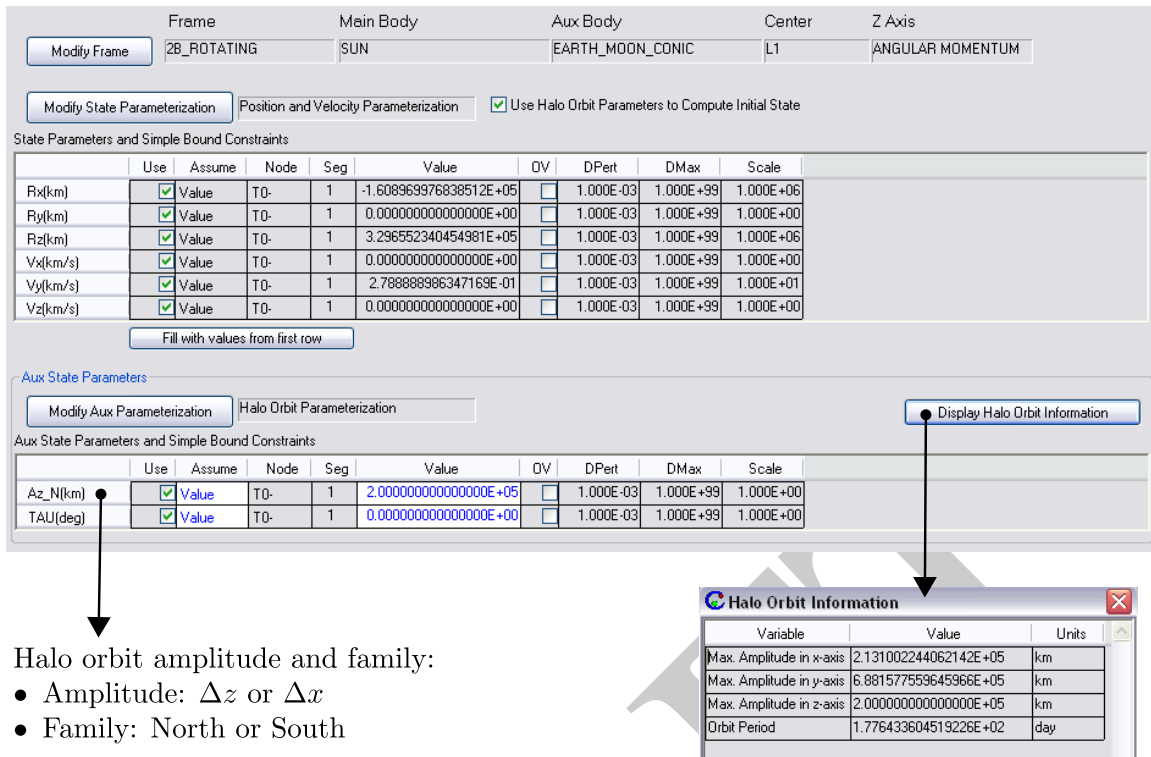 Frame Main Body Aux Body Center Z Axis
Modify Frame 2B_ROTATING SUN EARTH_MOON_CONIC L1 ANGULAR MOMENTUM
Modify State Parameterization Position and Velocity Parameterization Use Halo Orbit Parameters to Compute Initial State
State Parameters and Simple Bound Constraints
Use Assume Node Seg Value OV DPert DMax Scale
Rx(km) Value T0- 1 -1.608969976838512E+05 1.000E-03 1.000E+99 1.000E+06
Ry(km) Value T0- 1 0.000000000000000E+00 1.000E-03 1.000E+99 1.000E+00
Rz(km) Value T0- 1 3.296552340454981E+05 1.000E-03 1.000E+99 1.000E+06
Vx(km/s) Value T0- 1 0.000000000000000E+00 1.000E-03 1.000E+99 1.000E+00
Vy(km/s) Value T0- 1 2.788888986347169E-01 1.000E-03 1.000E+99 1.000E+01
Vz(km/s) Value T0- 1 0.000000000000000E+00 1.000E-03 1.000E+99 1.000E+00
Fill with values from first row
Aux State Parameters
Modify Aux Parameterization Halo Orbit Parameterization Display Halo Orbit Information
Aux State Parameters and Simple Bound Constraints
Use Assume Node Seg Value OV DPert DMax Scale
Az_N(km) Value T0- 1 2.000000000000000E+05 1.000E-03 1.000E+99 1.000E+00
TAU(deg) Value T0- 1 0.000000000000000E+00 1.000E-03 1.000E+99 1.000E+00
Halo orbit amplitude and family:
• Amplitude: Δz or Δx
• Family: North or South
Halo Orbit Information
Variable Value Units
Max. Amplitude in x-axis 2.131002244062142E+05 km
Max. Amplitude in y-axis 6.881577559645966E+05 km
Max. Amplitude in z-axis 2.000000000000000E+05 km
Orbit Period 1.776433604519226E+02 day